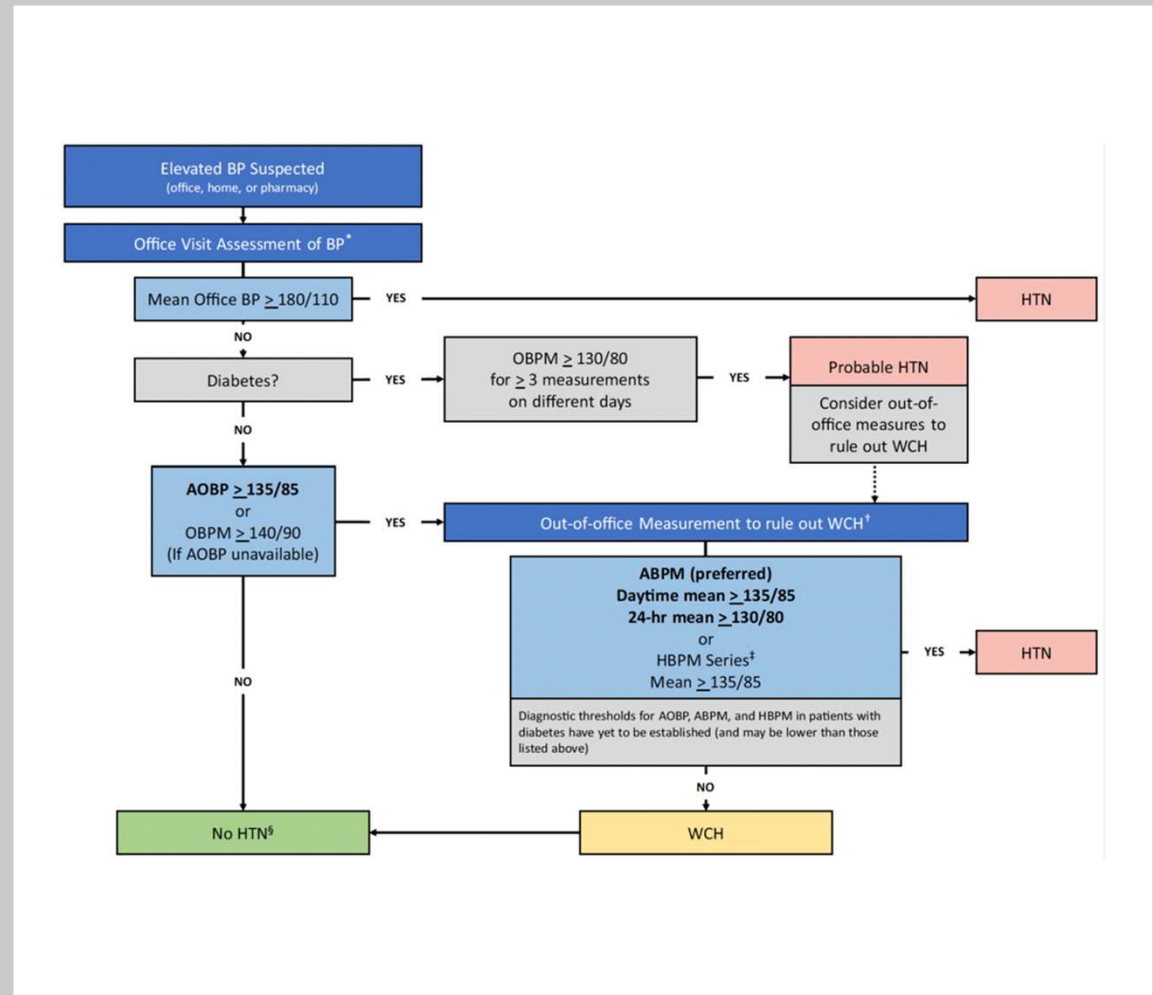 Elevated BP Suspected
(office, home, or pharmacy)
Office Visit Assessment of BP*
Mean Office BP ≥ 180/110
YES
HTN
NO
Diabetes?
YES
OBPM ≥ 130/80
for ≥ 3 measurements
on different days
YES
Probable HTN
Consider out-of-
office measures to
rule out WCH
NO
AOBP ≥ 135/85
or
OBPM ≥ 140/90
(If AOBP unavailable)
YES
Out-of-office Measurement to rule out WCH†
ABPM (preferred)
Daytime mean ≥ 135/85
24-hr mean ≥ 130/80
or
HBPM Series‡
Mean ≥ 135/85
YES
HTN
Diagnostic thresholds for AOBP, ABPM, and HBPM in patients with
diabetes have yet to be established (and may be lower than those
listed above)
NO
NO
No HTN§
WCH